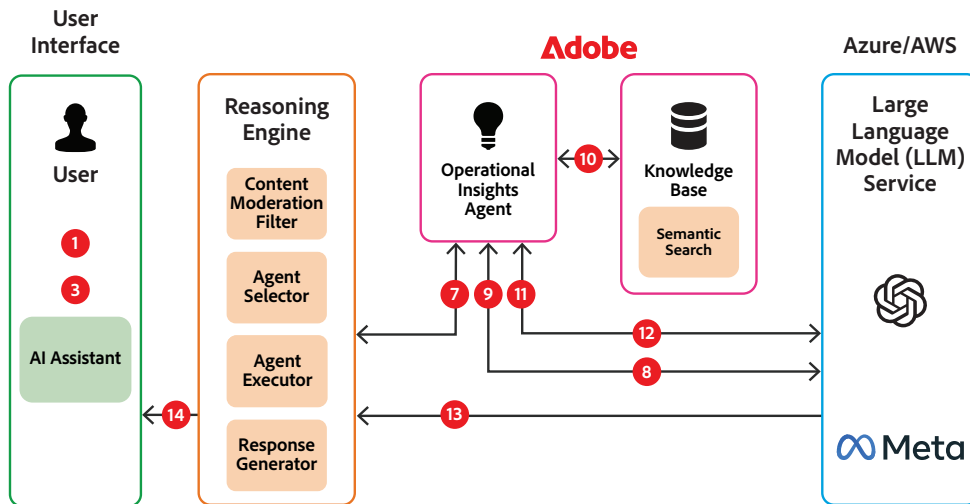 User
Interface
Adobe
Azure/AWS
User
1
3
AI Assistant
Reasoning
Engine
Content
Moderation
Filter
Agent
Selector
Agent
Executor
Response
Generator
Operational
Insights
Agent
10
Knowledge
Base
Semantic
Search
Large
Language
Model (LLM)
Service
7
9
11
12
8
13
14
Meta